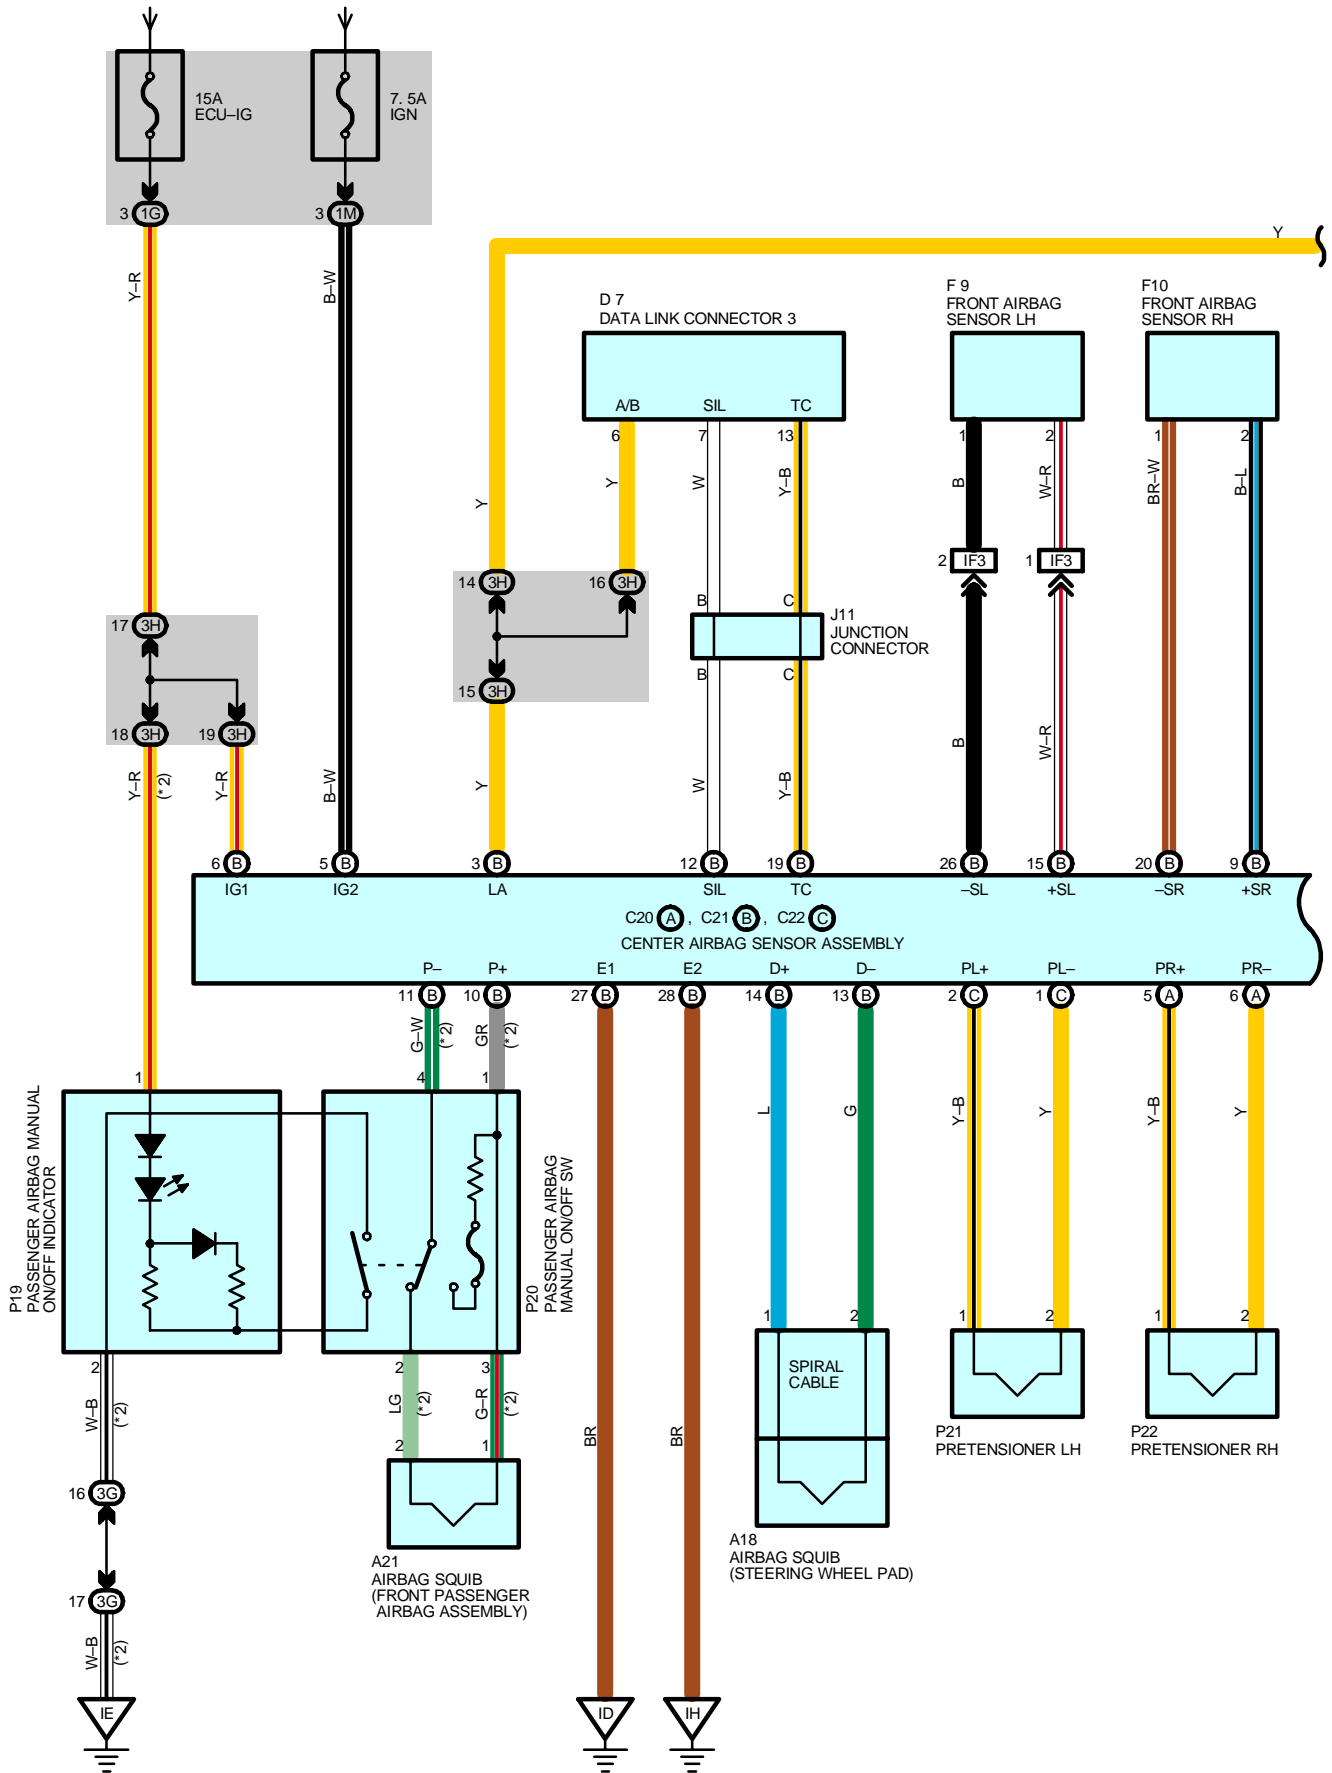 15A
ECU–IG
7. 5A
IGN
3 1G
3 1M
Y
Y–R
B–W
D 7
DATA LINK CONNECTOR 3
F 9
FRONT AIRBAG
SENSOR LH
F10
FRONT AIRBAG
SENSOR RH
A/B SIL TC
6 7 13 1 2 1 2
Y Y W Y–B B W–R BR–W B–L
2 IF3 1 IF3
14 3H 16 3H
B C
J11
JUNCTION
CONNECTOR
17 3H
B C
15 3H
18 3H 19 3H
Y–R (* 2) Y–R B–W Y W Y–B B W–R
6 B 5 B 3 B 12 B 19 B 26 B 15 B 20 B 9 B
IG1 IG2 LA SIL TC –SL +SL –SR +SR
C20 A , C21 B , C22 C
CENTER AIRBAG SENSOR ASSEMBLY
P– P+ E1 E2 D+ D– PL+ PL– PR+ PR–
11 B 10 B 27 B 28 B 14 B 13 B 2 C 1 C 5 A 6 A
G–W (* 2) GR (* 2)
1 4 1
L G Y–B Y Y–B Y
P19
PASSENGER AIRBAG MANUAL
ON/OFF INDICATOR
P20
PASSENGER AIRBAG
MANUAL ON/OFF SW
1 2 1 2 1 2
2 2 3
SPIRAL
CABLE
W–B (* 2) LG (* 2) G–R (* 2) BR BR
P21
PRETENSIONER LH
P22
PRETENSIONER RH
2 1
16 3G
A18
AIRBAG SQUIB
(STEERING WHEEL PAD)
A21
AIRBAG SQUIB
(FRONT PASSENGER
AIRBAG ASSEMBLY)
17 3G
W–B (* 2)
IE ID IH